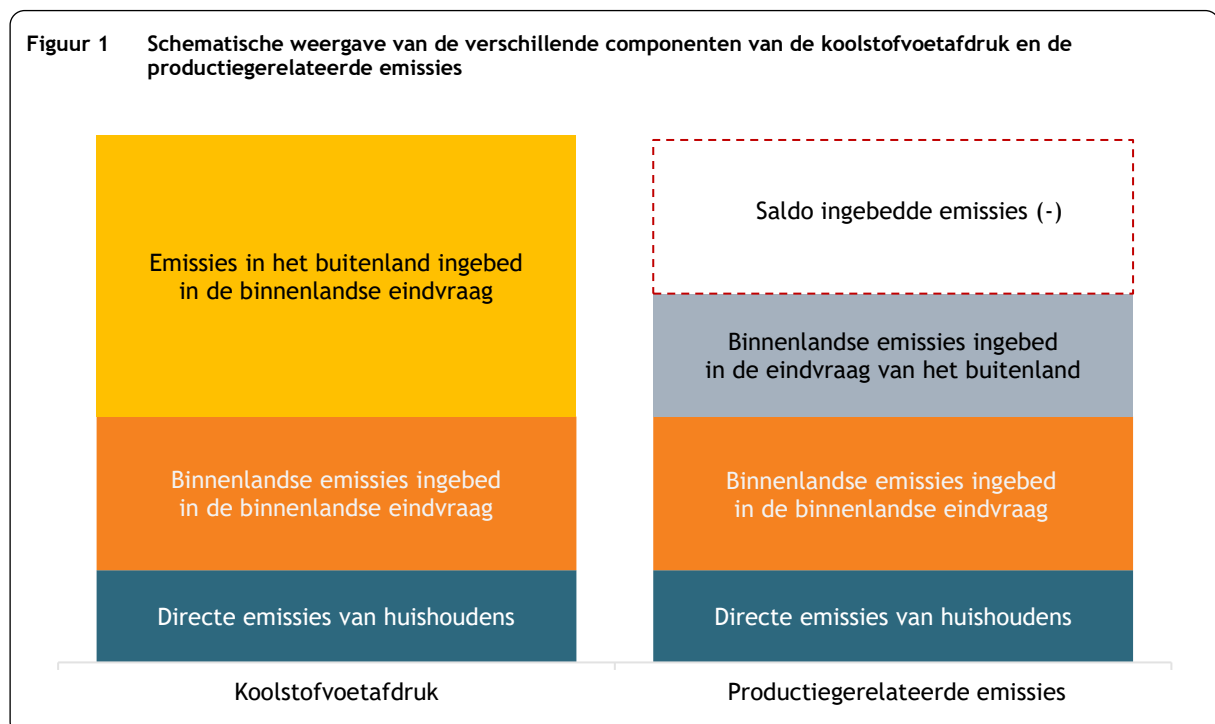 Figuur 1 Schematische weergave van de verschillende componenten van de koolstofvoetafdruk en de
productiegerelateerde emissies
Emissies in het buitenland ingebed
in de binnenlandse eindvraag
Binnenlandse emissies ingebed
in de binnenlandse eindvraag
Directe emissies van huishoudens
Koolstofvoetafdruk
Saldo ingebedde emissies (-)
Binnenlandse emissies ingebed
in de eindvraag van het buitenland
Binnenlandse emissies ingebed
in de binnenlandse eindvraag
Directe emissies van huishoudens
Productiegerelateerde emissies